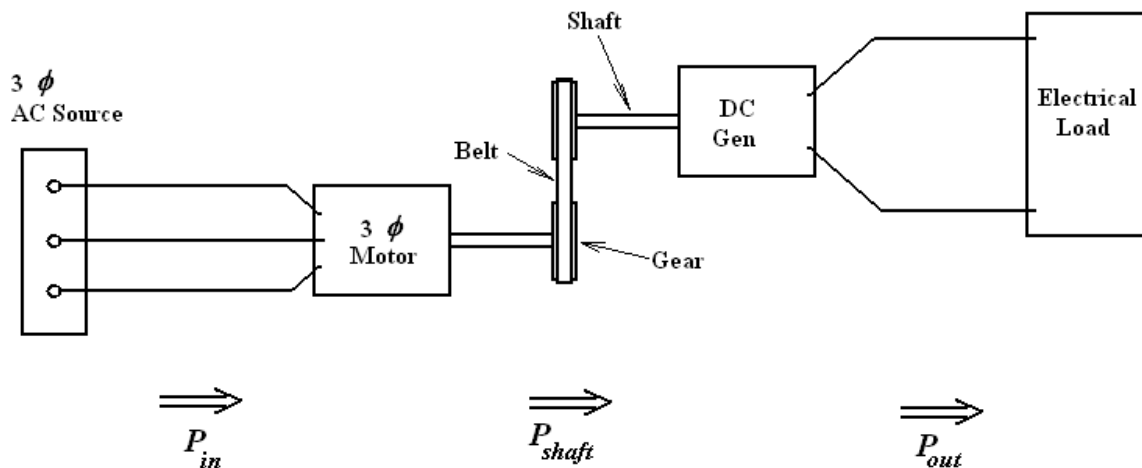 Shaft
3 ϕ
AC Source
DC
Gen
Electrical
Load
Belt
3 ϕ
Motor
Gear
P_in
P_shaft
P_out